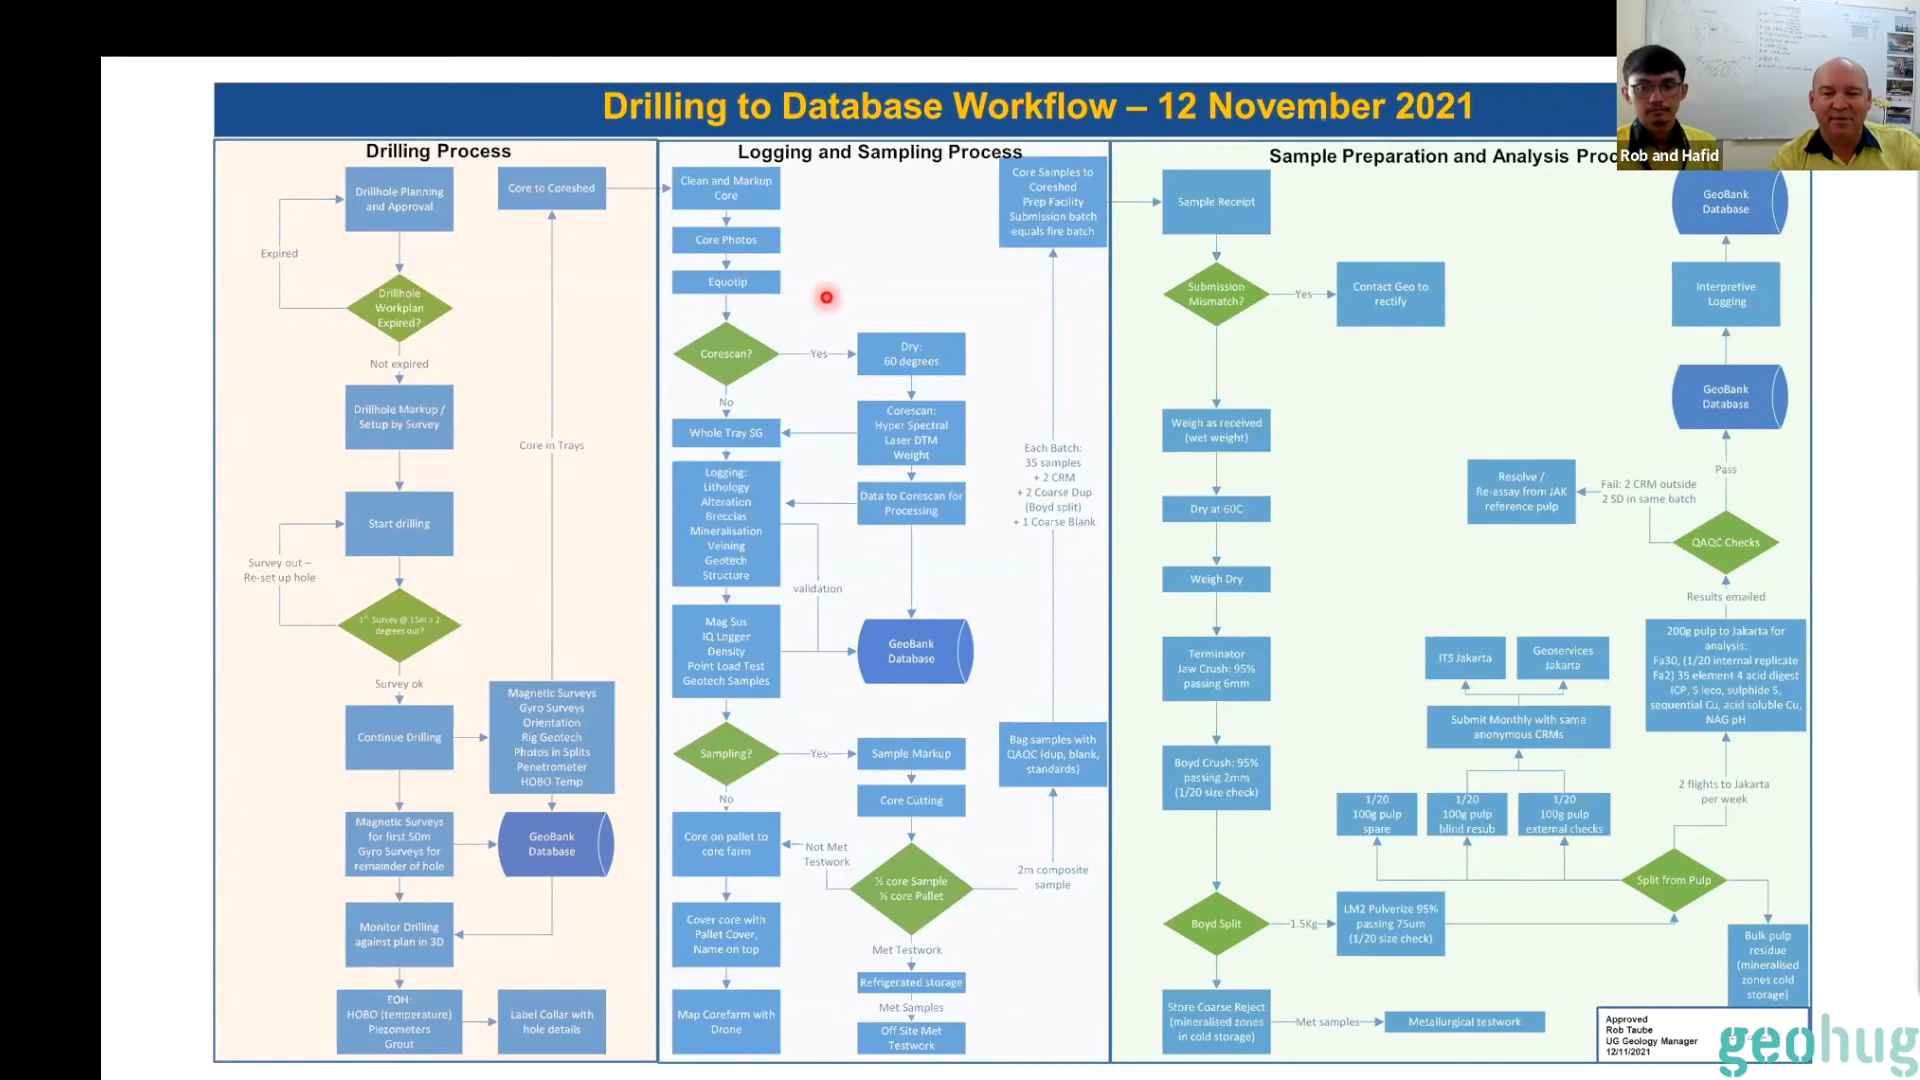 Drilling to Database Workflow – 12 November 2021
Rob and Hafid
Drilling Process
Drillhole Planning
and Approval
Expired
Drillhole
Workplan
Expired?
Not expired
Drillhole Markup /
Setup by Survey
Start drilling
Survey out –
Re-set up hole
1st Survey @ 15m > 2
degrees out?
Survey ok
Continue Drilling
Magnetic Surveys
for first 50m
Gyro Surveys for
remainder of hole
Monitor Drilling
against plan in 3D
EOH:
HOBO (temperature)
Piezometers
Grout
Label Collar with
hole details
Core to Coreshed
Core in Trays
Magnetic Surveys
Gyro Surveys
Orientation
Rig Geotech
Photos in Splits
Penetrometer
HOBO Temp
GeoBank
Database
Logging and Sampling Process
Clean and Markup
Core
Core Photos
Equotip
Corescan?
Yes
No
Dry:
60 degrees
Corescan:
Hyper Spectral
Laser DTM
Weight
Data to Corescan for
Processing
Whole Tray SG
Logging:
Lithology
Alteration
Breccias
Mineralisation
Veining
Geotech
Structure
validation
Mag Sus
IQ Logger
Density
Point Load Test
Geotech Samples
GeoBank
Database
Sampling?
Yes
No
Sample Markup
Core Cutting
½ core Sample
½ core Pallet
Not Met
Testwork
Core on pallet to
core farm
Cover core with
Pallet Cover,
Name on top
Map Corefarm with
Drone
Met Testwork
Refrigerated storage
Met Samples
Off Site Met
Testwork
2m composite
sample
Bag samples with
QAQC (dup, blank,
standards)
Each Batch:
35 samples
+ 2 CRM
+ 2 Coarse Dup
(Boyd split)
+ 1 Coarse Blank
Core Samples to
Coreshed
Prep Facility
Submission batch
equals fire batch
Sample Preparation and Analysis Proc
Sample Receipt
Submission
Mismatch?
Yes
Contact Geo to
rectify
Weigh as received
(wet weight)
Dry at 60C
Weigh Dry
Terminator
Jaw Crush: 95%
passing 6mm
Boyd Crush: 95%
passing 2mm
(1/20 size check)
Boyd Split
1.5Kg
LM2 Pulverize 95%
passing 75um
(1/20 size check)
Store Coarse Reject
(mineralised zones
in cold storage)
Met samples
Metallurgical testwork
Split from Pulp
1/20
100g pulp
spare
1/20
100g pulp
blind resub
1/20
100g pulp
external checks
Submit Monthly with same
anonymous CRMs
ITS Jakarta
Geoservices
Jakarta
Bulk pulp
residue
(mineralised
zones cold
storage)
2 flights to Jakarta
per week
200g pulp to Jakarta for
analysis:
Fa30, (1/20 internal replicate
Fa2) 35 element 4 acid digest
ICP, S leco, sulphide S,
sequential Cu, acid soluble Cu,
NAG pH
Results emailed
QAQC Checks
Fail: 2 CRM outside
2 SD in same batch
Resolve /
Re-assay from JAK
reference pulp
Pass
GeoBank
Database
Interpretive
Logging
GeoBank
Database
Approved
Rob Taube
UG Geology Manager
12/11/2021
geohug